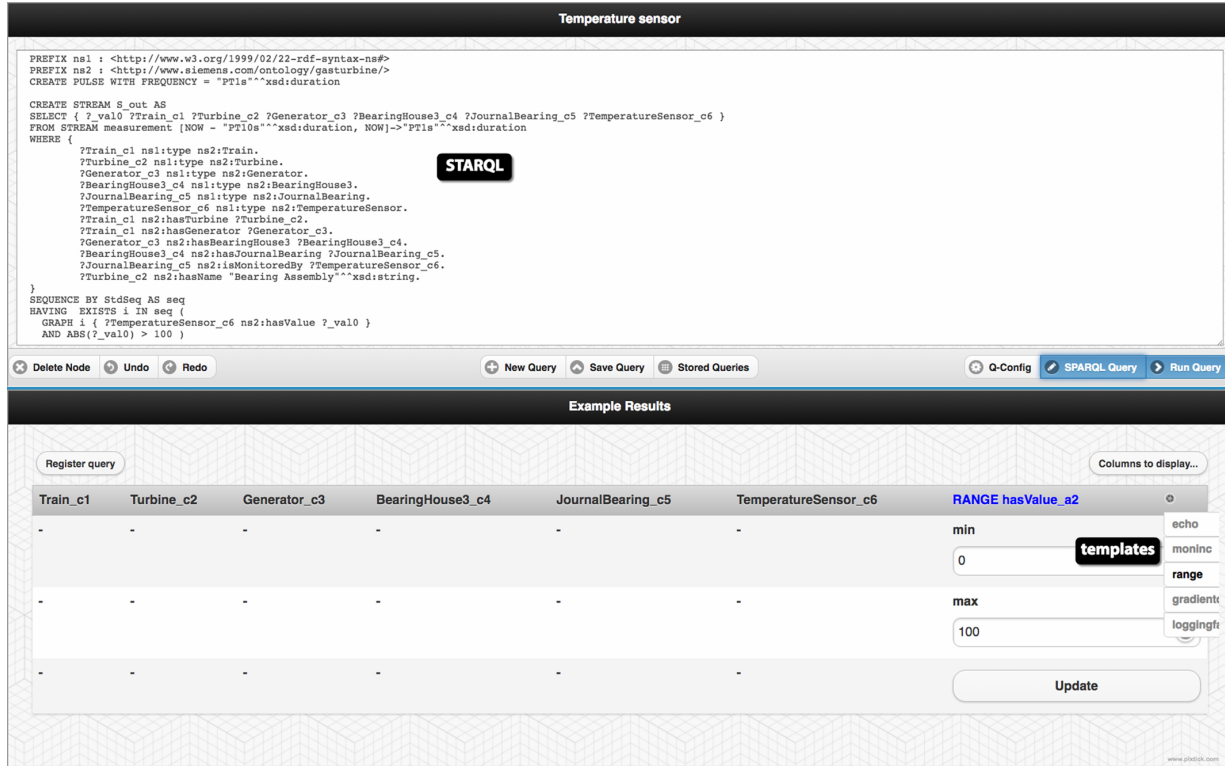 Temperature sensor
PREFIX ns1 : <http://www.w3.org/1999/02/22-rdf-syntax-ns#>
PREFIX ns2 : <http://www.siemens.com/ontology/gasturbine/>
CREATE PULSE WITH FREQUENCY = "PT1s"^^xsd:duration
CREATE STREAM S_out AS
SELECT { ?_val0 ?Train_c1 ?Turbine_c2 ?Generator_c3 ?BearingHouse3_c4 ?JournalBearing_c5 ?TemperatureSensor_c6 }
FROM STREAM measurement [NOW - "PT10s"^^xsd:duration, NOW]->"PT1s"^^xsd:duration
WHERE {
?Train_c1 ns1:type ns2:Train.
?Turbine_c2 ns1:type ns2:Turbine.
?Generator_c3 ns1:type ns2:Generator.
?BearingHouse3_c4 ns1:type ns2:BearingHouse3.
?JournalBearing_c5 ns1:type ns2:JournalBearing.
?TemperatureSensor_c6 ns1:type ns2:TemperatureSensor.
?Train_c1 ns2:hasTurbine ?Turbine_c2.
?Train_c1 ns2:hasGenerator ?Generator_c3.
?Generator_c3 ns2:hasBearingHouse3 ?BearingHouse3_c4.
?BearingHouse3_c4 ns2:hasJournalBearing ?JournalBearing_c5.
?JournalBearing_c5 ns2:isMonitoredBy ?TemperatureSensor_c6.
?Turbine_c2 ns2:hasName "Bearing Assembly"^^xsd:string.
}
SEQUENCE BY StdSeq AS seq
HAVING  EXISTS i IN seq (
GRAPH i { ?TemperatureSensor_c6 ns2:hasValue ?_val0 }
AND ABS(?_val0) > 100 )
STARQL
Delete Node Undo Redo New Query Save Query Stored Queries Q-Config SPARQL Query Run Query
Example Results
Register query Columns to display...
Train_c1 Turbine_c2 Generator_c3 BearingHouse3_c4 JournalBearing_c5 TemperatureSensor_c6 RANGE hasValue_a2
- - - - - - min
0
templates
echo
moninc
range
gradiento
loggingfa
- - - - - - max
100
- - - - - - Update
www.pixdick.com